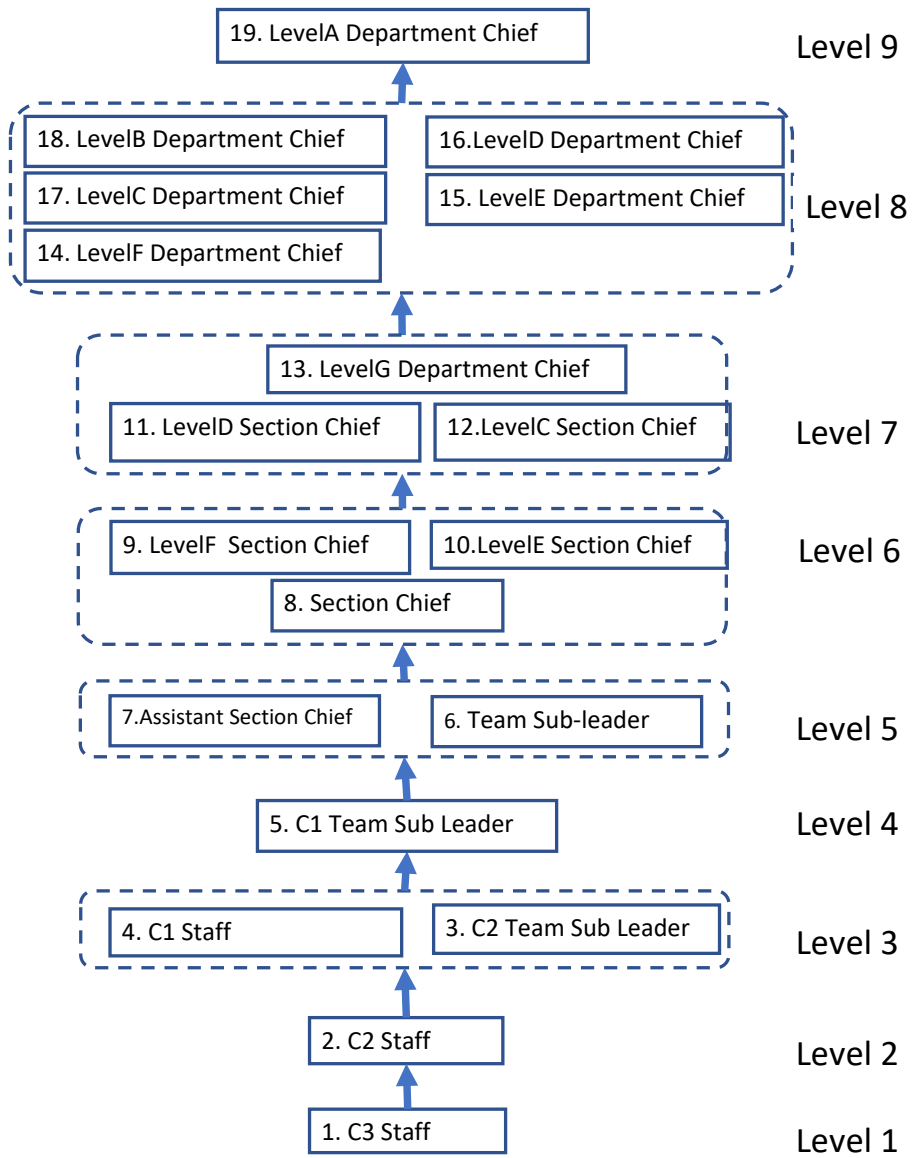 19. LevelA Department Chief
Level 9
18. LevelB Department Chief
16.LevelD Department Chief
17. LevelC Department Chief
15. LevelE Department Chief
Level 8
14. LevelF Department Chief
13. LevelG Department Chief
11. LevelD Section Chief
12.LevelC Section Chief
Level 7
9. LevelF  Section Chief
10.LevelE Section Chief
Level 6
8. Section Chief
7.Assistant Section Chief
6. Team Sub-leader
Level 5
5. C1 Team Sub Leader
Level 4
4. C1 Staff
3. C2 Team Sub Leader
Level 3
2. C2 Staff
Level 2
1. C3 Staff
Level 1